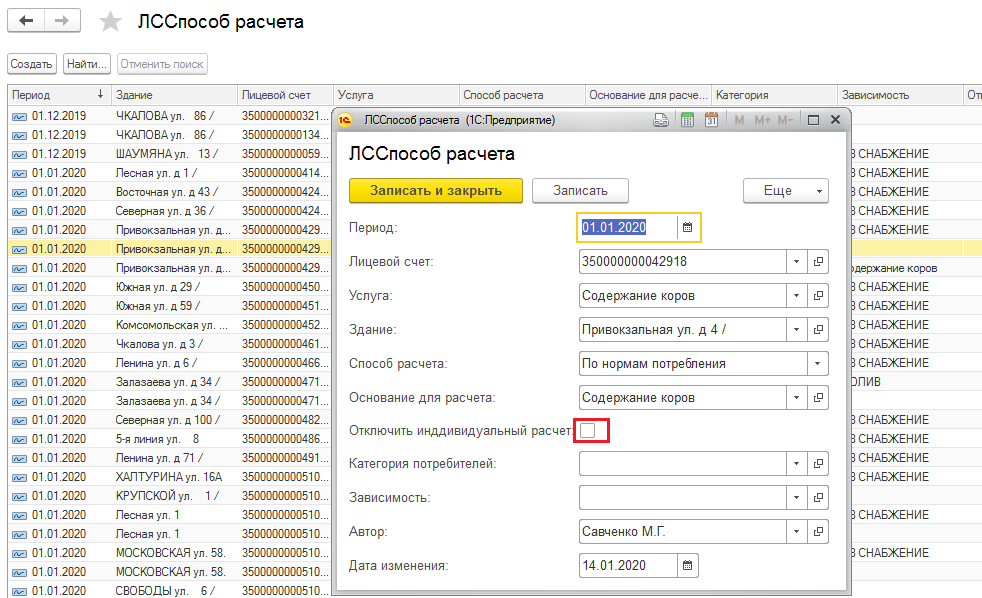 ЛССпособ расчета
Создать Найти... Отменить поиск
Период ↓ Здание Лицевой счет Услуга Способ расчета Основание для расче... Категория Зависимость От
01.12.2019 ЧКАЛОВА ул. 86 / 3500000000321...
01.12.2019 ЧКАЛОВА ул. 86 / 3500000000134...
01.12.2019 ШАУМЯНА ул. 13 / 3500000000059... В СНАБЖЕНИЕ
01.01.2020 Лесная ул. д 1 / 3500000000414... В СНАБЖЕНИЕ
01.01.2020 Восточная ул. д 43 / 3500000000424... В СНАБЖЕНИЕ
01.01.2020 Северная ул. д 36 / 3500000000424... В СНАБЖЕНИЕ
01.01.2020 Привокзальная ул. д... 3500000000429... В СНАБЖЕНИЕ
01.01.2020 Привокзальная ул. д... 3500000000429...
01.01.2020 Привокзальная ул. д... 3500000000429... одержание коров
01.01.2020 Южная ул. д 29 / 3500000000450... В СНАБЖЕНИЕ
01.01.2020 Южная ул. д 59 / 3500000000451... В СНАБЖЕНИЕ
01.01.2020 Комсомольская ул. ... 3500000000452... В СНАБЖЕНИЕ
01.01.2020 Чкалова ул. д 3 / 3500000000461... В СНАБЖЕНИЕ
01.01.2020 Ленина ул. д 6 / 3500000000466... В СНАБЖЕНИЕ
01.01.2020 Залазаева ул. д 34 / 3500000000471... ОЛИВ
01.01.2020 Залазаева ул. д 34 / 3500000000471...
01.01.2020 Северная ул. д 100 / 3500000000482... В СНАБЖЕНИЕ
01.01.2020 5-я линия ул. 8 3500000000486... В СНАБЖЕНИЕ
01.01.2020 Ленина ул. д 71 / 3500000000491... В СНАБЖЕНИЕ
01.01.2020 ХАЛТУРИНА ул. 16А 3500000000510... В СНАБЖЕНИЕ
01.01.2020 КРУПСКОЙ ул. 1 / 3500000000510...
01.01.2020 Лесная ул. 1 3500000000510... В СНАБЖЕНИЕ
01.01.2020 Лесная ул. 1 3500000000510...
01.01.2020 МОСКОВСКАЯ ул. 58. 3500000000510... В СНАБЖЕНИЕ
01.01.2020 МОСКОВСКАЯ ул. 58. 3500000000510...
01.01.2020 СВОБОДЫ ул. 6 / 3500000000510...
1С ЛССпособ расчета (1С:Предприятие) 31 M M+ M-
ЛССпособ расчета
Записать и закрыть Записать Еще
Период: 01.01.2020
Лицевой счет: 350000000042918
Услуга: Содержание коров
Здание: Привокзальная ул. д 4 /
Способ расчета: По нормам потребления
Основание для расчета: Содержание коров
Отключить инддивидуальный расчет:
Категория потребителей:
Зависимость:
Автор: Савченко М.Г.
Дата изменения: 14.01.2020